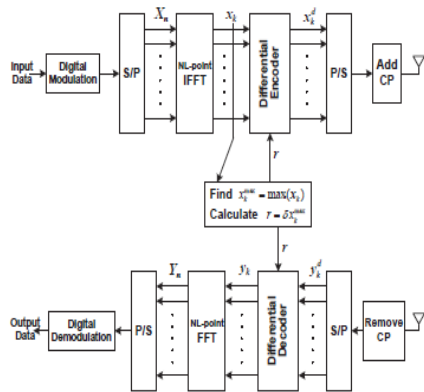 X_n x_k x_k^d
Input Data
Digital Modulation
S/P
NL-point IFFT
Differential Encoder
P/S
Add CP
r
Find x_k^max = max(x_k)
Calculate r = δx_k^max
r
Y_n y_k y_k^d
Output Data
Digital Demodulation
P/S
NL-point FFT
Differential Decoder
S/P
Remove CP